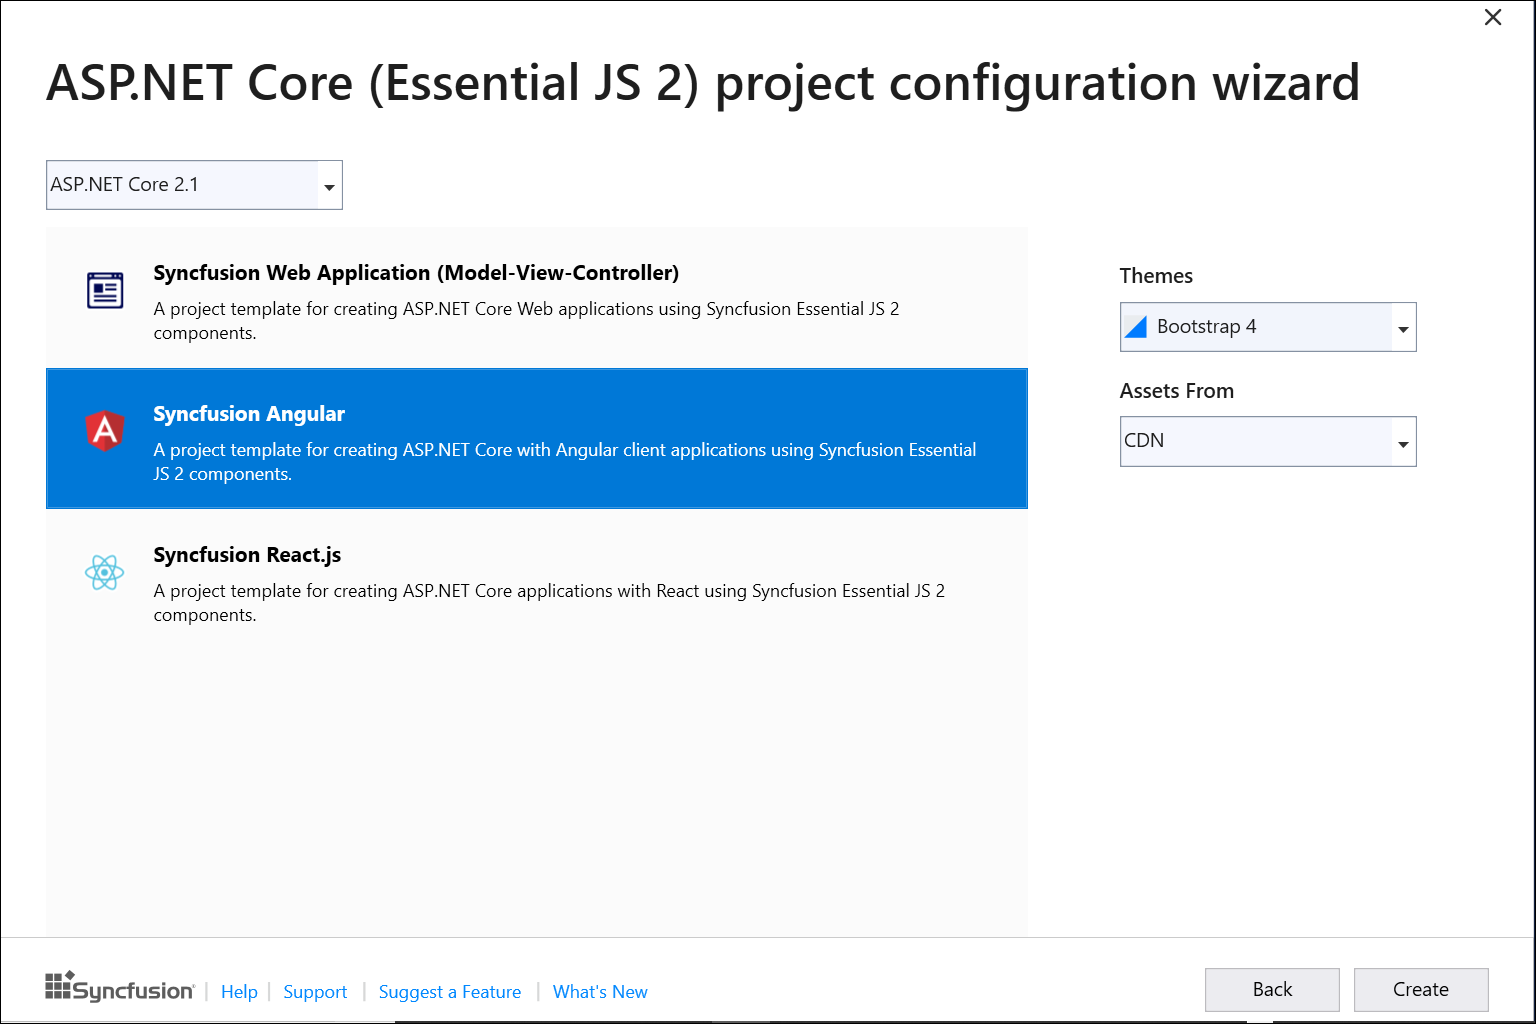 ASP.NET Core (Essential JS 2) project configuration wizard
ASP.NET Core 2.1
Syncfusion Web Application (Model-View-Controller)
A project template for creating ASP.NET Core Web applications using Syncfusion Essential JS 2
components.
Syncfusion Angular
A project template for creating ASP.NET Core with Angular client applications using Syncfusion Essential
JS 2 components.
Syncfusion React.js
A project template for creating ASP.NET Core applications with React using Syncfusion Essential JS 2
components.
Themes
Bootstrap 4
Assets From
CDN
Syncfusion | Help | Support | Suggest a Feature | What's New
Back
Create